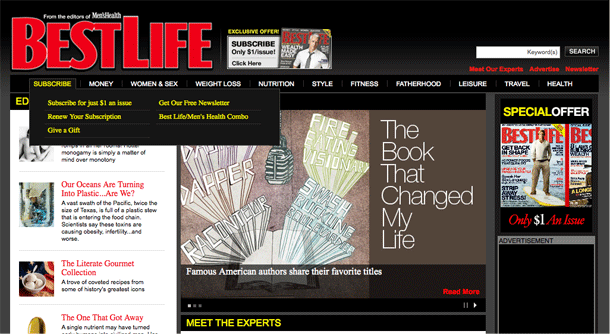 From the editors of Men'sHealth
BESTLIFE
EXCLUSIVE OFFER!
SUBSCRIBE
Only $1/issue!
Click Here
Keyword(s)
SEARCH
Meet Our Experts
Advertise
Newsletter
SUBSCRIBE
MONEY
WOMEN & SEX
WEIGHT LOSS
NUTRITION
STYLE
FITNESS
FATHERHOOD
LEISURE
TRAVEL
HEALTH
Subscribe for just $1 an issue
Get Our Free Newsletter
Renew Your Subscription
Best Life/Men's Health Combo
Give a Gift
ED
romps in an her rounded home
monogamy is simply a matter of
mind over monotony
Our Oceans Are Turning
Into Plastic...Are We?
A vast swath of the Pacific, twice the
size of Texas, is full of a plastic stew
that is entering the food chain.
Scientists say these toxins are
causing obesity, infertility...and
worse.
The Literate Gourmet
Collection
A trove of coveted recipes from
some of history's greatest icons
The One That Got Away
A single nutrient may have turned
The
Book
That
Changed
My
Life
Famous American authors share their favorite titles
Read More
MEET THE EXPERTS
SPECIALOFFER
BESTLIFE
GET BACK
IN SHAPE
STRIP
AWAY
STRESS!
Only $1 An Issue
ADVERTISEMENT